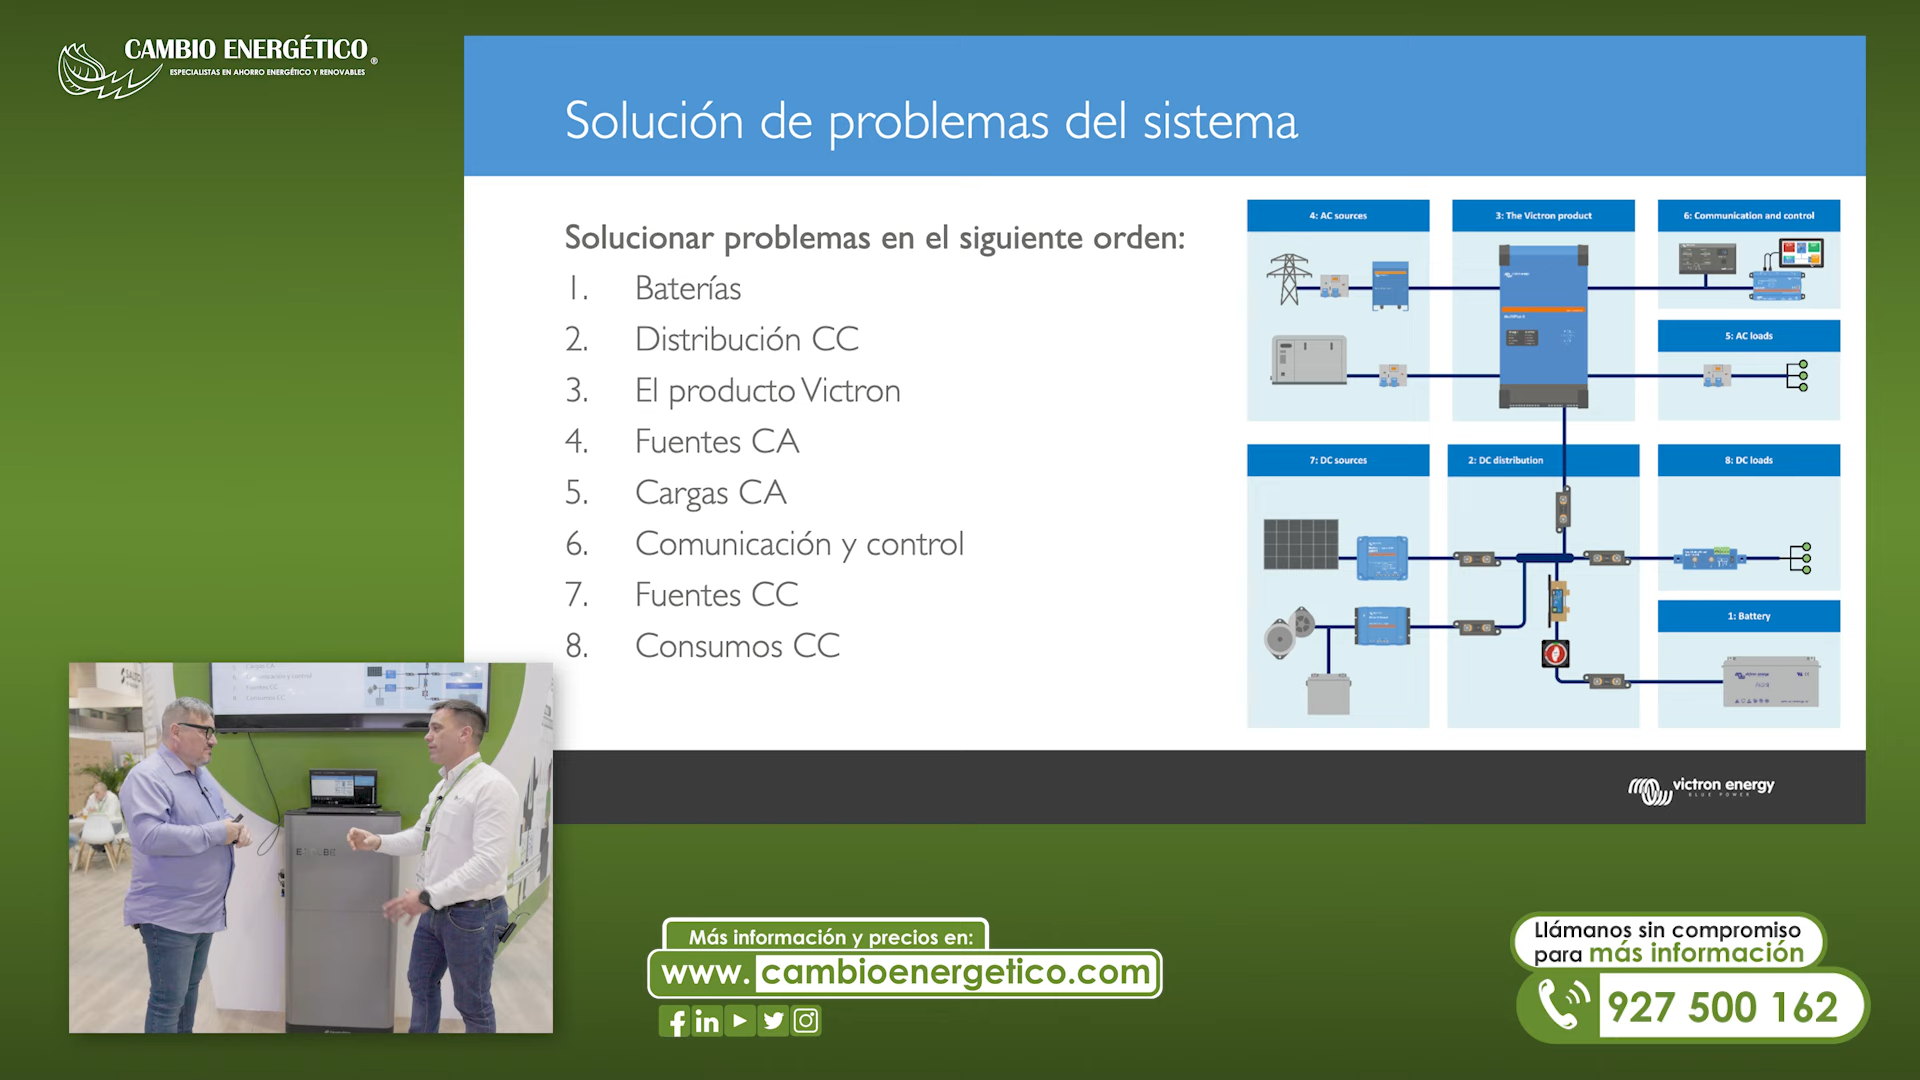 CAMBIO ENERGÉTICO®
ESPECIALISTAS EN AHORRO ENERGÉTICO Y RENOVABLES
Solución de problemas del sistema
Solucionar problemas en el siguiente orden:
1. Baterías
2. Distribución CC
3. El producto Victron
4. Fuentes CA
5. Cargas CA
6. Comunicación y control
7. Fuentes CC
8. Consumos CC
4: AC sources
3: The Victron product
6: Communication and control
5: AC loads
7: DC sources
2: DC distribution
8: DC loads
1: Battery
victron energy
BLUE POWER
Más información y precios en:
www.cambioenergetico.com
Llámanos sin compromiso
para más información
927 500 162